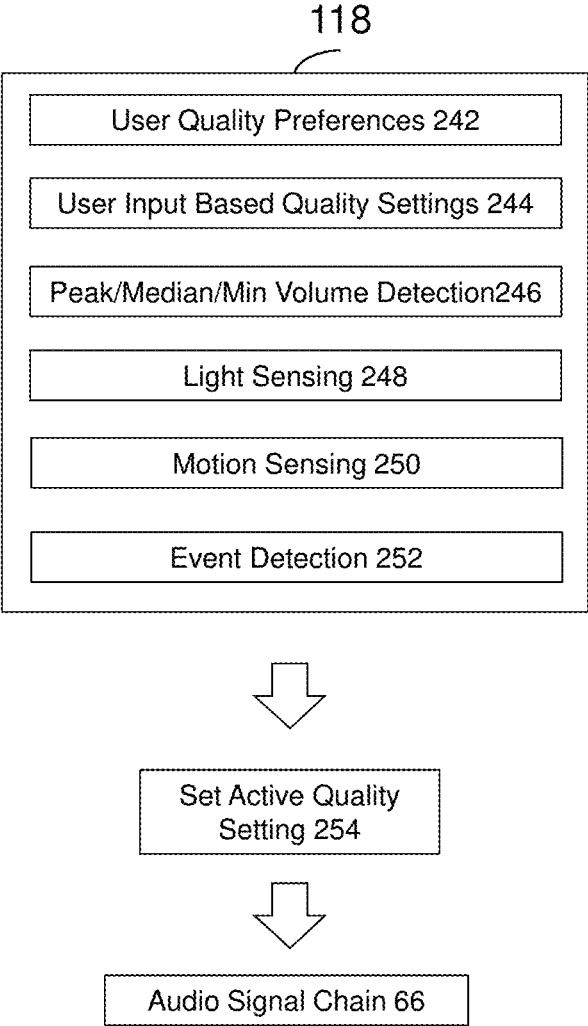 118
User Quality Preferences 242
User Input Based Quality Settings 244
Peak/Median/Min Volume Detection246
Light Sensing 248
Motion Sensing 250
Event Detection 252
Set Active Quality
Setting 254
Audio Signal Chain 66